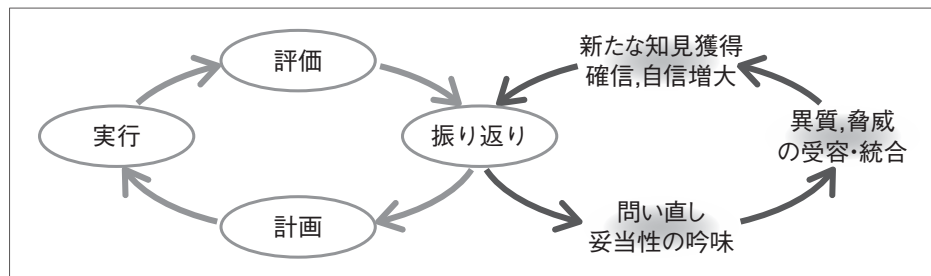 評価
新たな知見獲得
確信,自信増大
実行
振り返り
異質,脅威
の受容・統合
計画
問い直し
妥当性の吟味